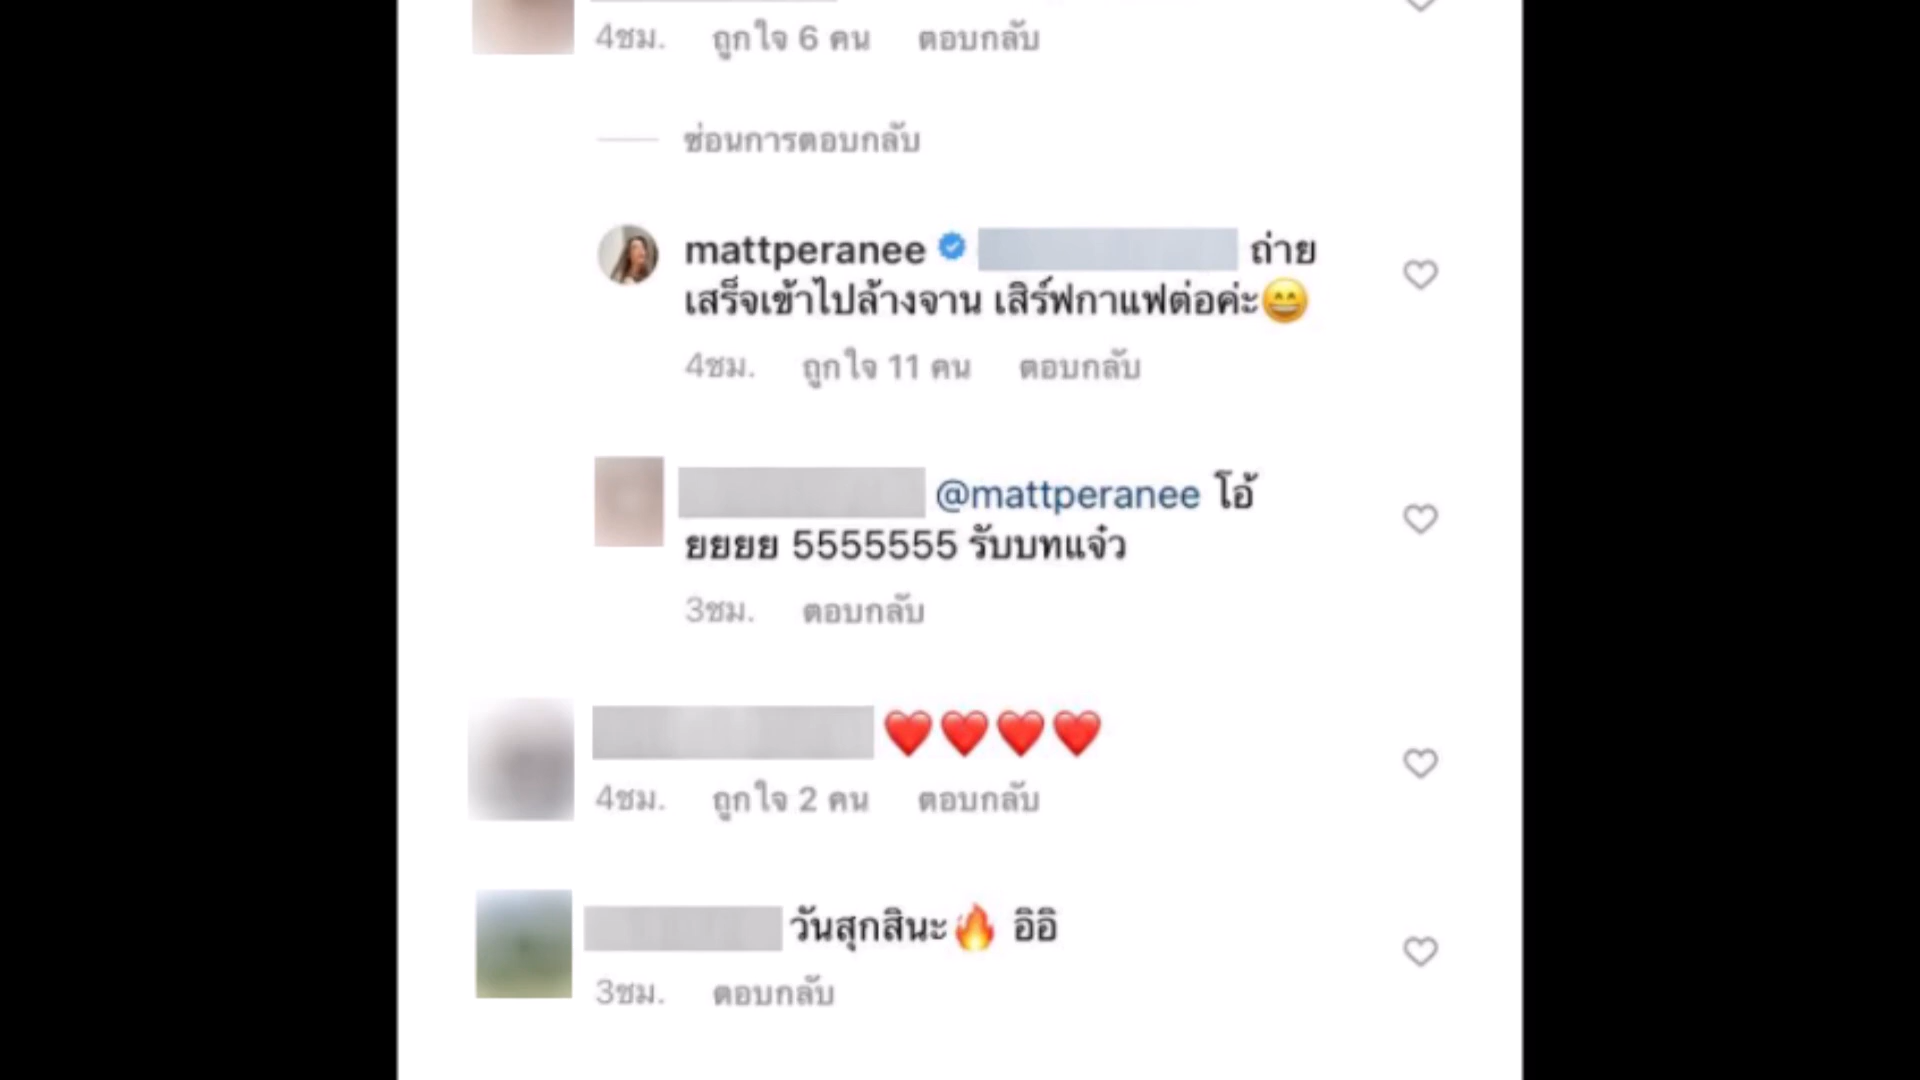 4ชม. ถูกใจ 6 คน ตอบกลับ
ซ่อนการตอบกลับ
mattperanee ถ่าย
เสร็จเข้าไปล้างจาน เสิร์ฟกาแฟต่อค่ะ😄
4ชม. ถูกใจ 11 คน ตอบกลับ
@mattperanee โอ้
ยยยย 5555555 รับบทแจ๋ว
3ชม. ตอบกลับ
❤️❤️❤️❤️
4ชม. ถูกใจ 2 คน ตอบกลับ
วันสุกสินะ🔥 อิอิ
3ชม. ตอบกลับ